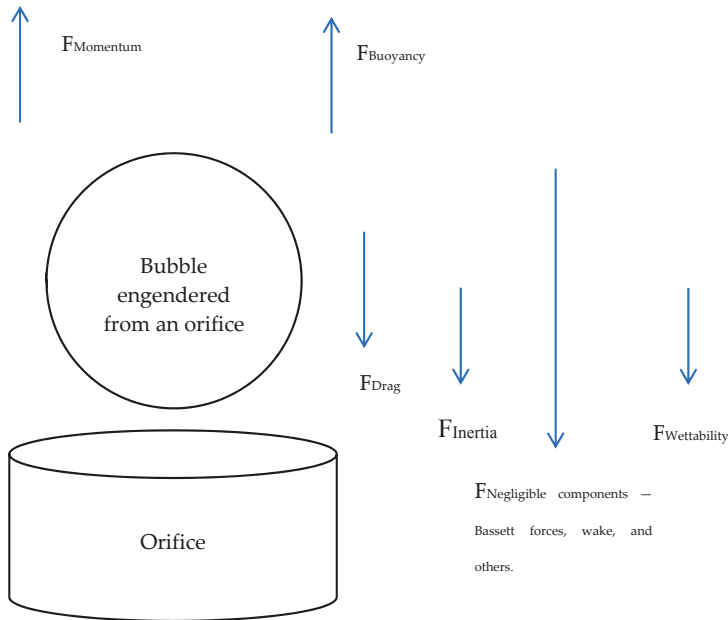 FMomentum
FBuoyancy
Bubble
engendered
from an orifice
FDrag
FInertia
FWettability
FNegligible components –
Bassett forces, wake, and
others.
Orifice